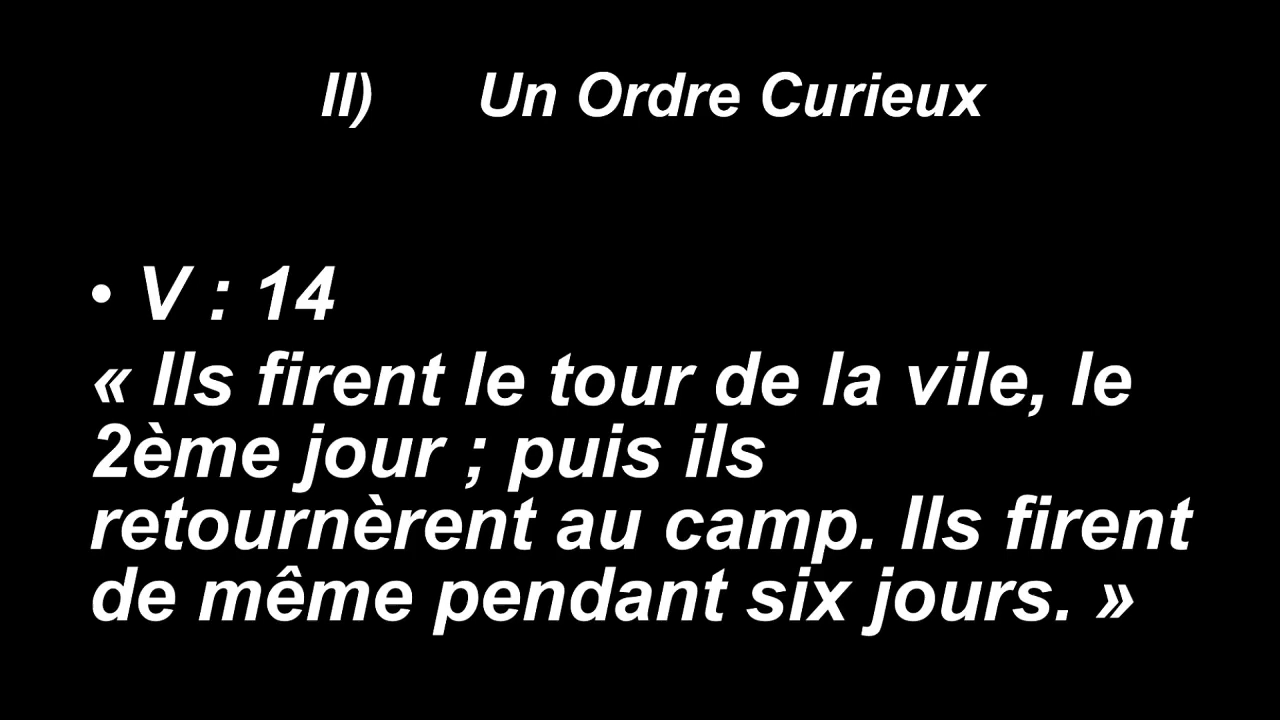 II) Un Ordre Curieux
• V : 14
« Ils firent le tour de la vile, le
2ème jour ; puis ils
retournèrent au camp. Ils firent
de même pendant six jours. »